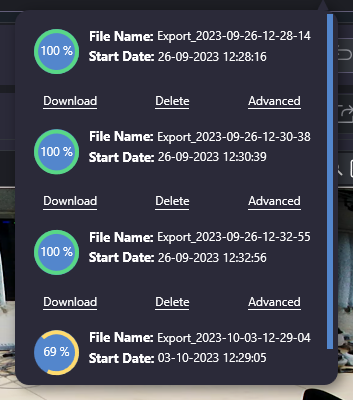 100 %
File Name: Export_2023-09-26-12-28-14
Start Date: 26-09-2023 12:28:16
Download Delete Advanced
100 %
File Name: Export_2023-09-26-12-30-38
Start Date: 26-09-2023 12:30:39
Download Delete Advanced
100 %
File Name: Export_2023-09-26-12-32-55
Start Date: 26-09-2023 12:32:56
Download Delete Advanced
69 %
File Name: Export_2023-10-03-12-29-04
Start Date: 03-10-2023 12:29:05